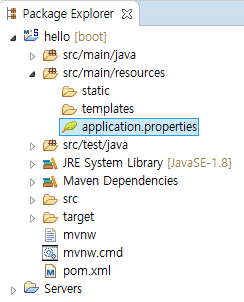 Package Explorer
hello [boot]
src/main/java
src/main/resources
static
templates
application.properties
src/test/java
JRE System Library [JavaSE-1.8]
Maven Dependencies
src
target
mvnw
mvnw.cmd
pom.xml
Servers